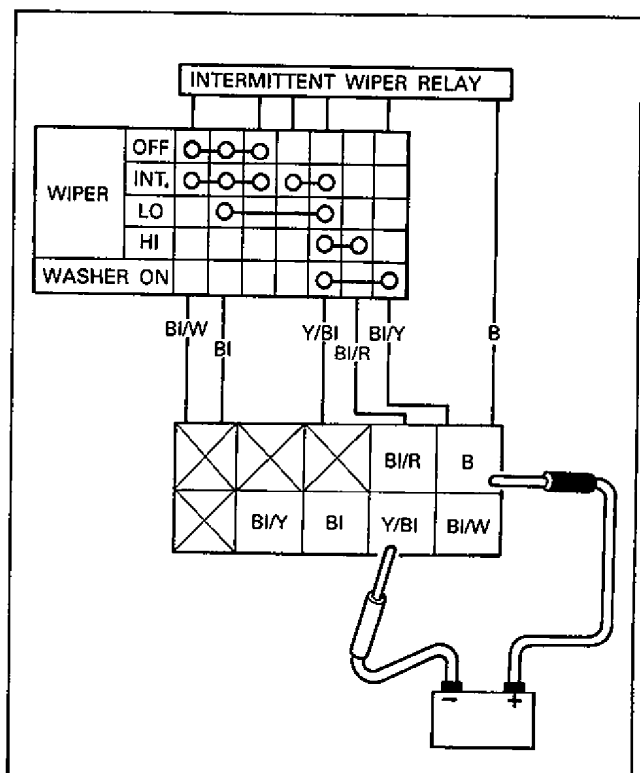 INTERMITTENT WIPER RELAY
WIPER
OFF
INT.
LO
HI
WASHER ON
Bl/W
Bl
Y/Bl
Bl/R
Bl/Y
B
Bl/R
B
Bl/Y
Bl
Y/Bl
Bl/W
-
+